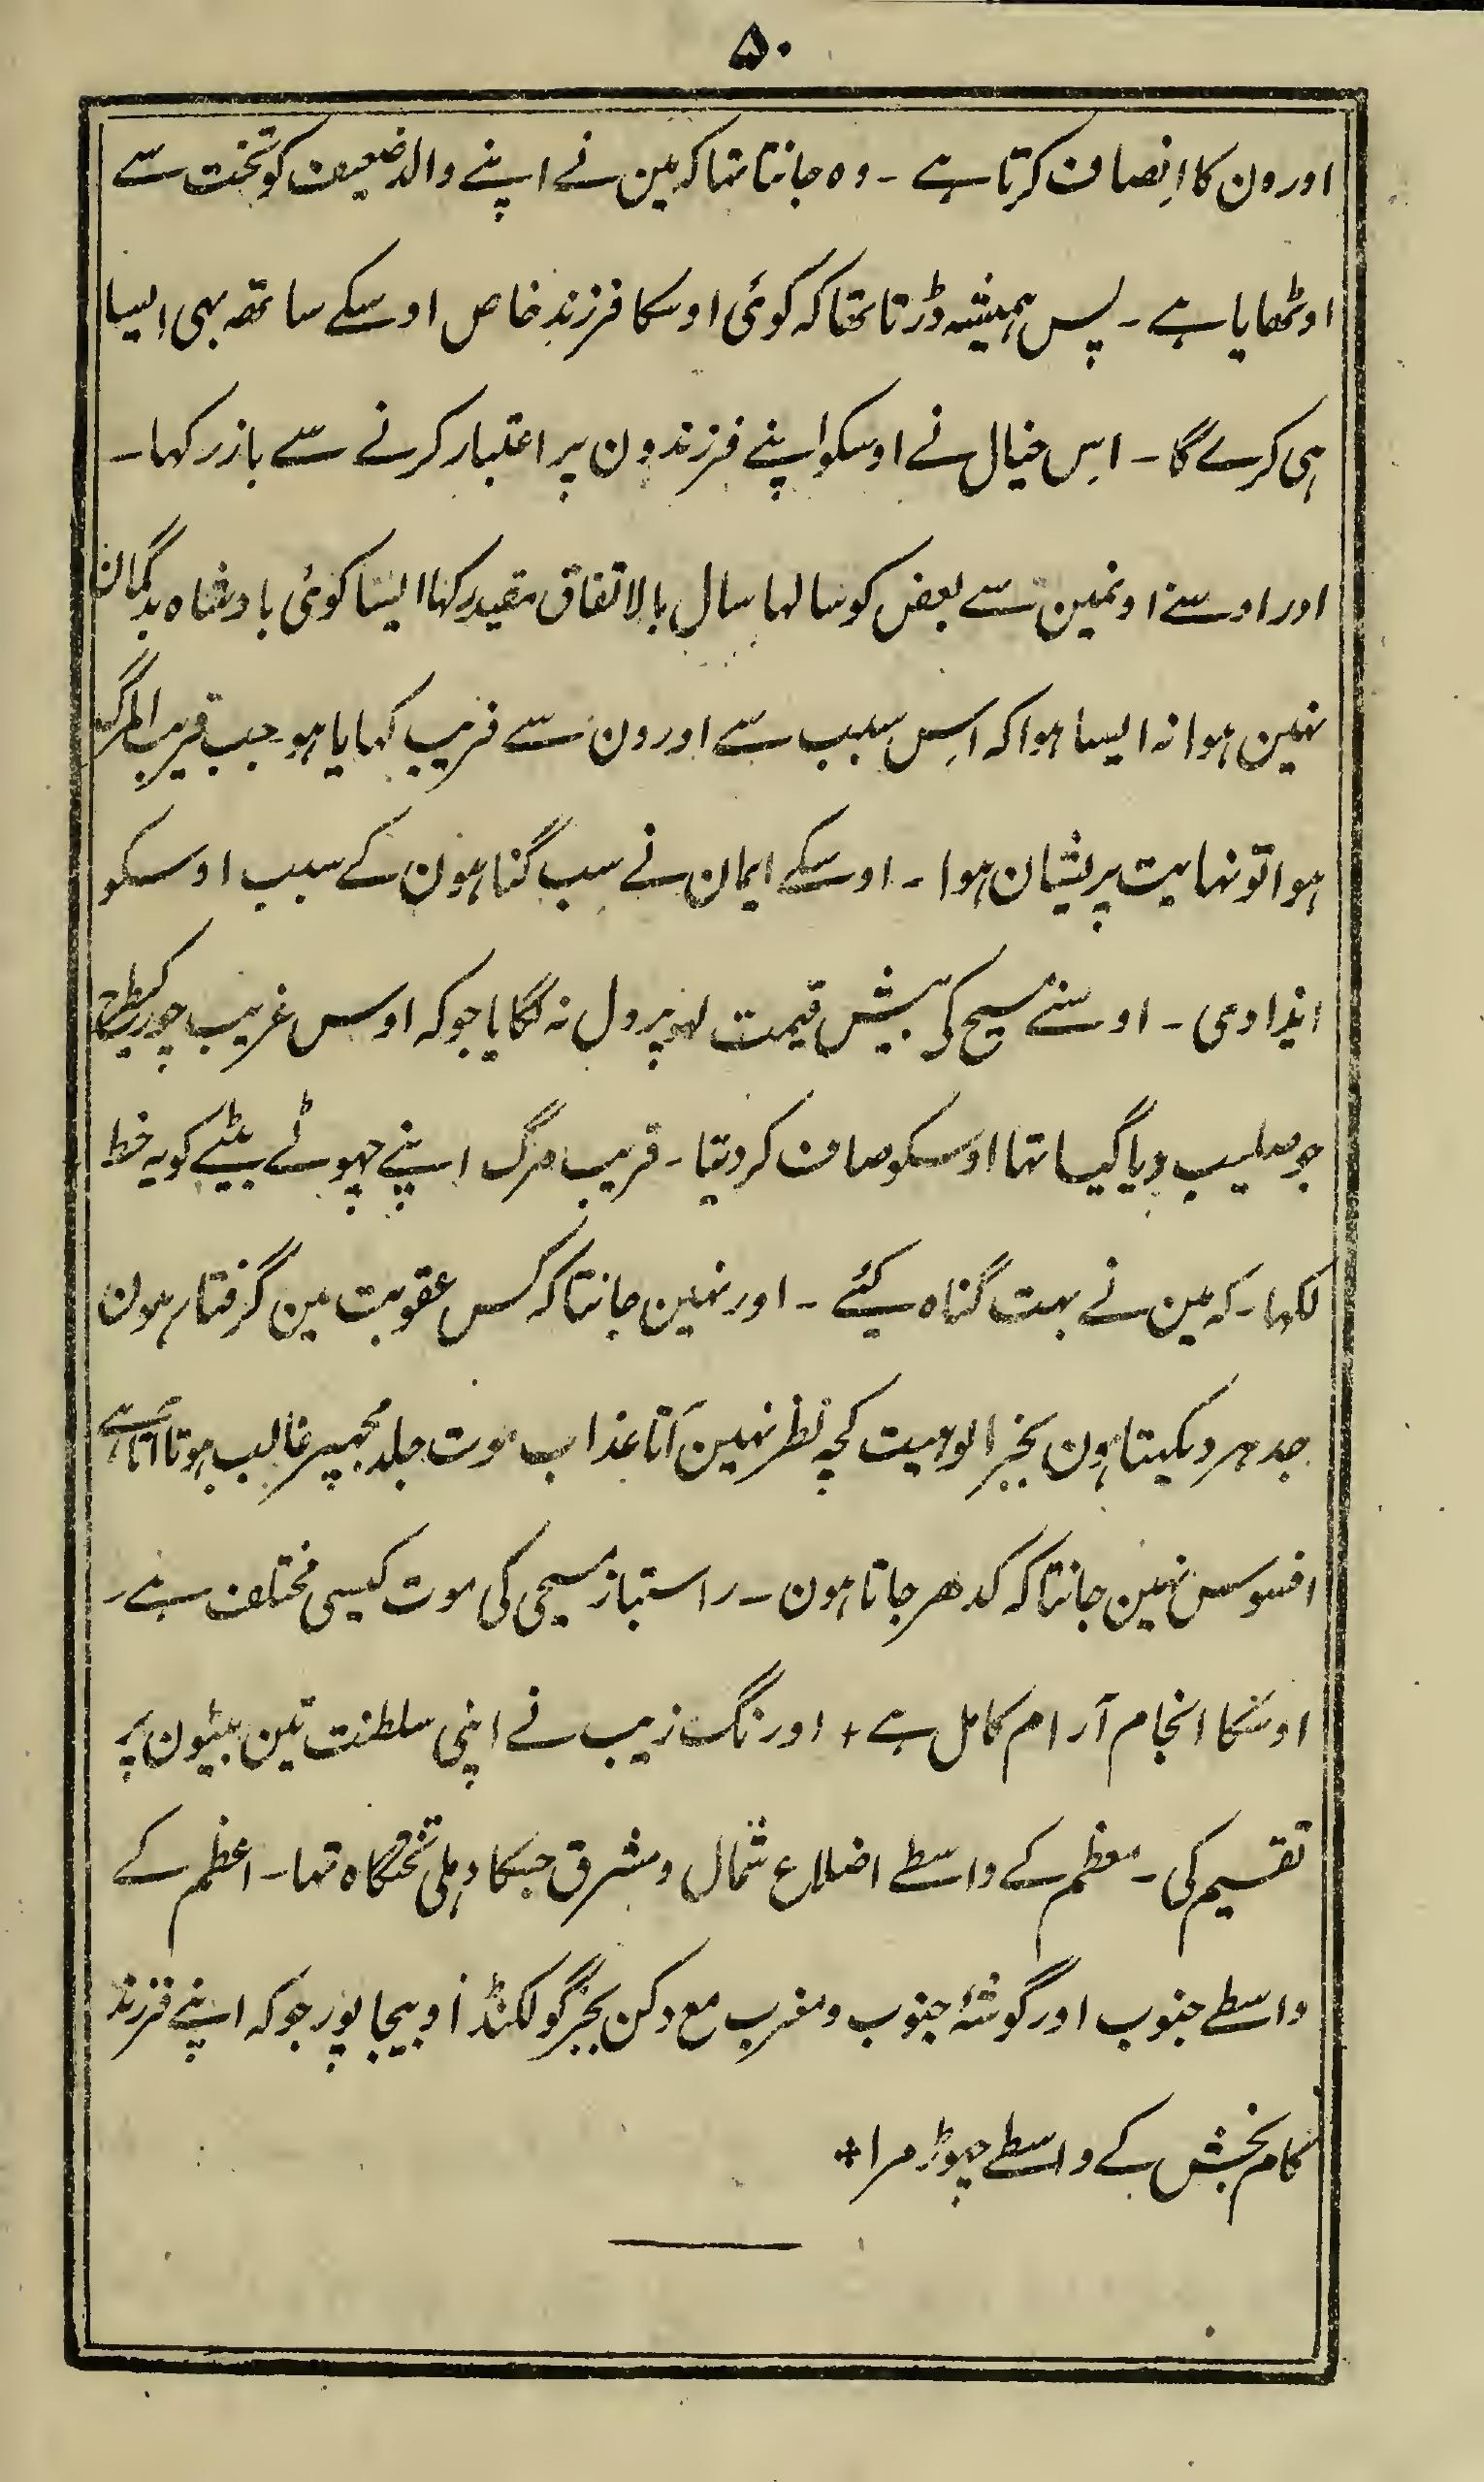 ۵۰
اورون کا اِنصاف کرتا ہے ۔ وہ جانتا تہا کہ مین نے اپنے والد ضعیف کو تخت سے
اوٹھایا ہے ۔ پس ہمیشہ ڈرتا تھا کہ کوئی اوسکا فرزندِ خاص اوسکے ساتھہ بہی ایسا
ہی کرے گا ۔ اِس خیال نے اوسکو اپنے فرزندون پر اعتبار کرنے سے باز رکہا ۔
اور اوسنے اونمین سے بعض کو سالہا سال بالاتفاق مقید رکہا ایسا کوئی بادشاہ بدگمان
نہین ہوا نہ ایسا ہوا کہ اِس سبب سے اورون سے فریب کہایا ہو جب قریب المرگ
ہوا تو نہایت پریشان ہوا ۔ اوسکے ایمان نے سب گناہون کے سبب اوسکو
ایذا دی ۔ اوسنے مسیح کی بیش قیمت لہو پر دل نہ لگایا جو کہ اوس غریب چور کیطرح
جو صلیب دیا گیا تہا اوسکو صاف کر دیتا ۔ قریب مرگ اپنے چہوٹے بیٹے کو یہ خط
لکہا ۔ کہ مین نے بہت گناہ کیئے ۔ اور نہین جانتا کہ کس عقوبت مین گرفتار ہون
جدہر دیکہتا ہون بجز الوہیت کچہ نظر نہین آتا عذاب موت جلد مجہپر غالب ہوتا آتا ہے
افسوس نہین جانتا کہ کدھر جاتا ہون ۔ راستباز مسیحی کی موت کیسی مختلف ہے ۔
اوسکا انجام آرام کامل ہے + اورنگ زیب نے اپنی سلطنت تین بیٹون پر
تقسیم کی ۔ معظم کے واسطے اضلاع شمال و مشرق جسکا دہلی تختگاہ تہا ۔ اعظم کے
واسطے جنوب اور گوشۂ جنوب و مغرب مع دکن بجز گولکنڈہ و بیجاپور جو کہ اپنے فرزند
کام بخش کے واسطے چہوڑ مرا +